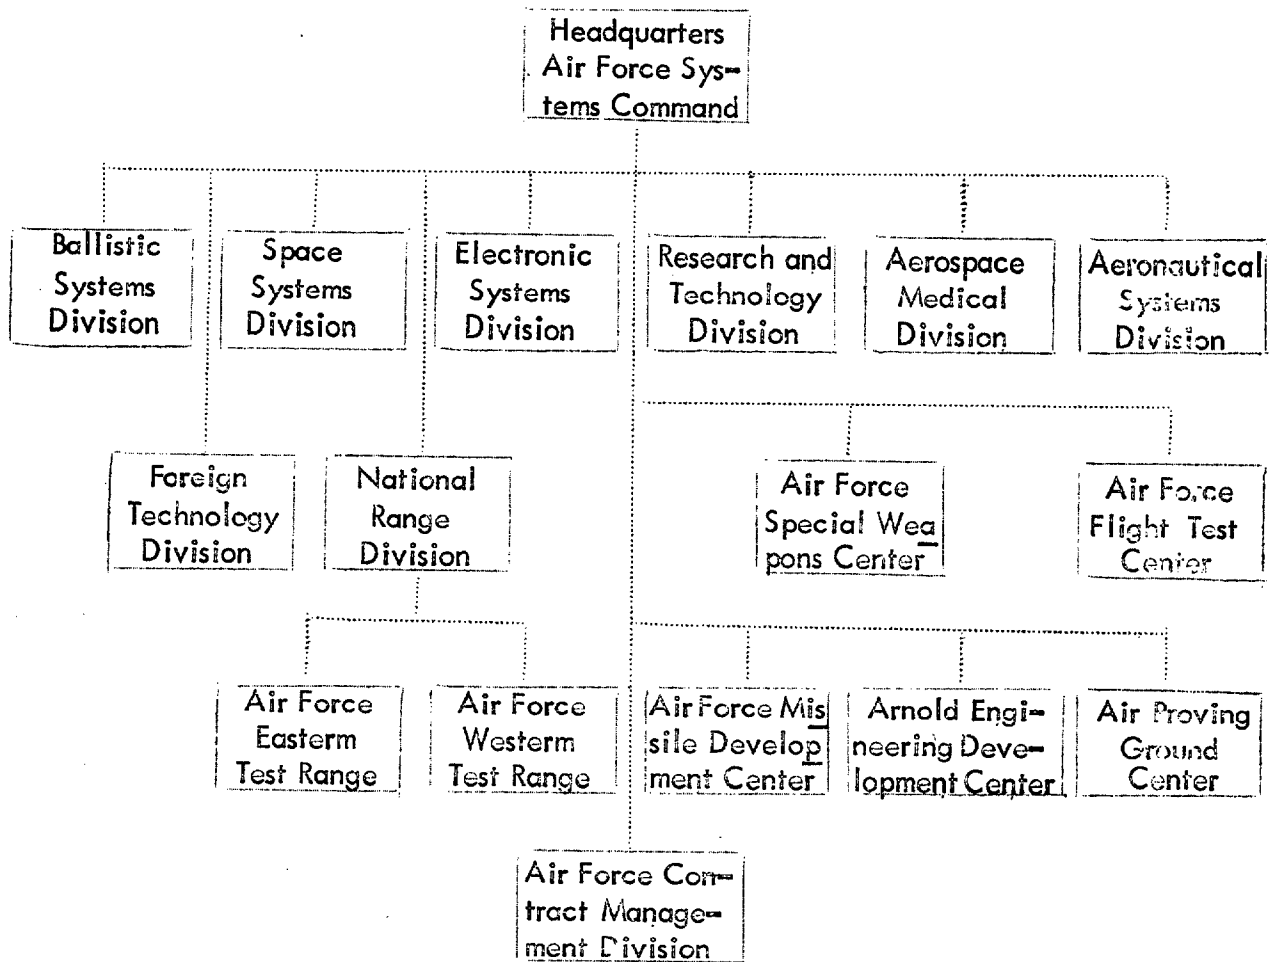 Headquarters
Air Force Sys-
tems Command
Ballistic
Systems
Division
Space
Systems
Division
Electronic
Systems
Division
Research and
Technology
Division
Aerospace
Medical
Division
Aeronautical
Systems
Division
Foreign
Technology
Division
National
Range
Division
Air Force
Special Wea
pons Center
Air Force
Flight Test
Center
Air Force
Easterm
Test Range
Air Force
Westerm
Test Range
Air Force Mis
sile Develop
ment Center
Arnold Engi-
neering Deve-
lopment Center
Air Proving
Ground
Center
Air Force Con-
tract Manage-
ment Division